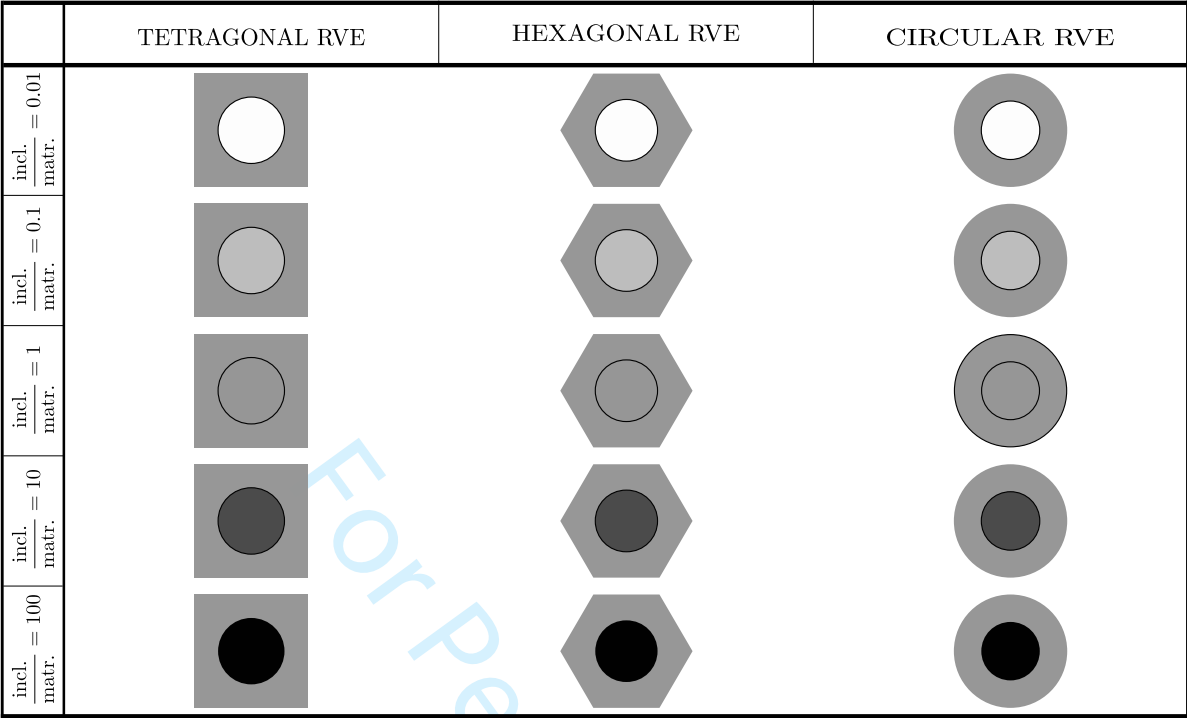 TETRAGONAL RVE HEXAGONAL RVE CIRCULAR RVE
incl.
matr. = 0.01
incl.
matr. = 0.1
incl.
matr. = 1
incl.
matr. = 10
incl.
matr. = 100
For Pe